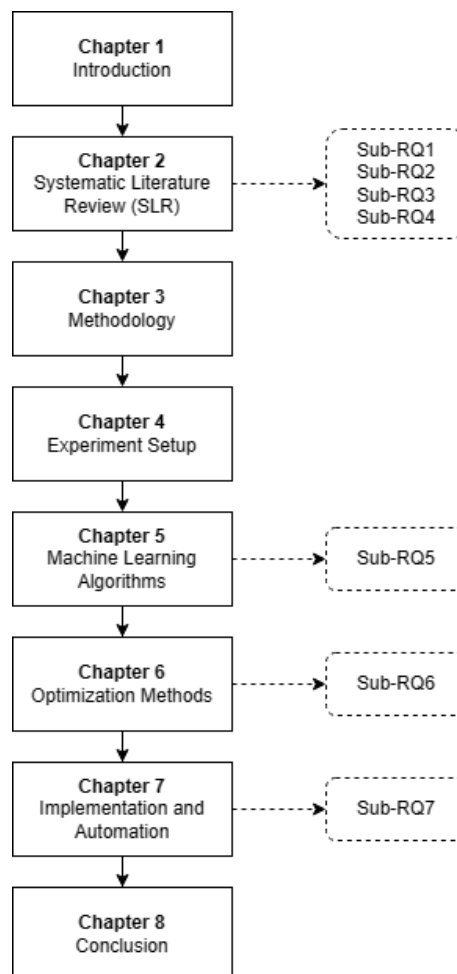 Chapter 1
Introduction
Chapter 2
Systematic Literature
Review (SLR)
Sub-RQ1
Sub-RQ2
Sub-RQ3
Sub-RQ4
Chapter 3
Methodology
Chapter 4
Experiment Setup
Chapter 5
Machine Learning
Algorithms
Sub-RQ5
Chapter 6
Optimization Methods
Sub-RQ6
Chapter 7
Implementation and
Automation
Sub-RQ7
Chapter 8
Conclusion